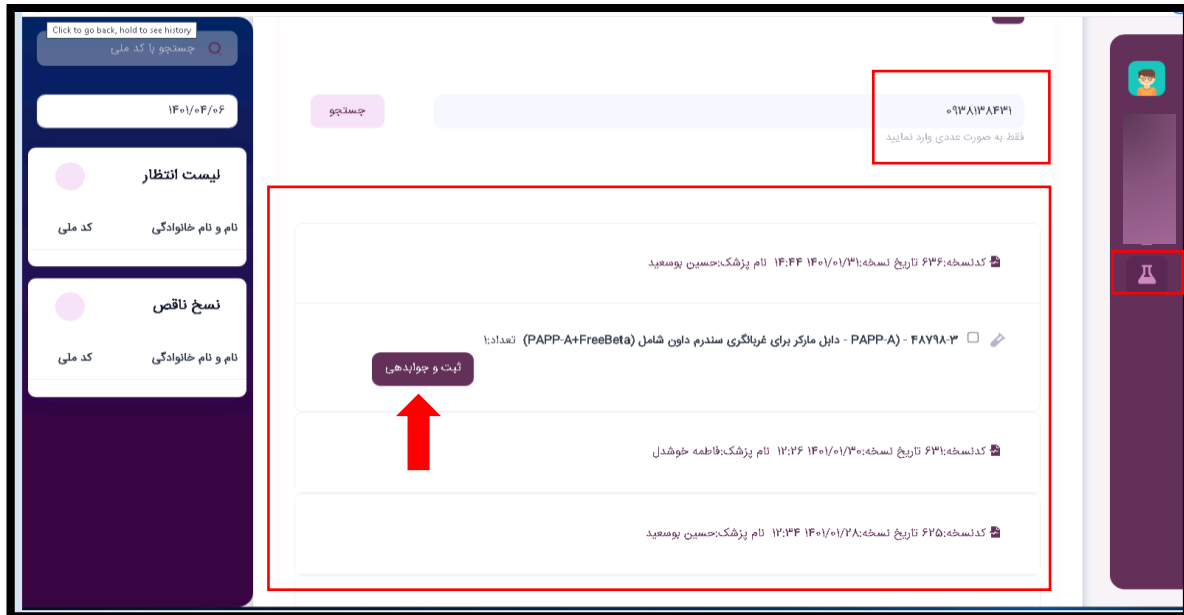 Click to go back, hold to see history
جستجو با کد ملی
۱۴۰۱/۰۴/۰۶
لیست انتظار
نام و نام خانوادگی کد ملی
نسخ ناقص
نام و نام خانوادگی کد ملی
۰۹۳۸۱۳۸۴۳۱
جستجو
فقط به صورت عددی وارد نمایید
کدنسخه:۶۳۶ تاریخ نسخه:۱۴۰۱/۰۱/۳۱ ۱۴:۴۴ نام پزشک:حسین بوسعید
۴۸۷۹۸-۳ - (PAPP-A - دابل مارکر برای غربالگری سندرم داون شامل (PAPP-A+FreeBeta) تعداد:۱
ثبت و جوابدهی
کدنسخه:۶۳۱ تاریخ نسخه:۱۴۰۱/۰۱/۳۰ ۱۲:۲۶ نام پزشک:فاطمه خوشدل
کدنسخه:۶۲۵ تاریخ نسخه:۱۴۰۱/۰۱/۲۸ ۱۲:۳۴ نام پزشک:حسین بوسعید